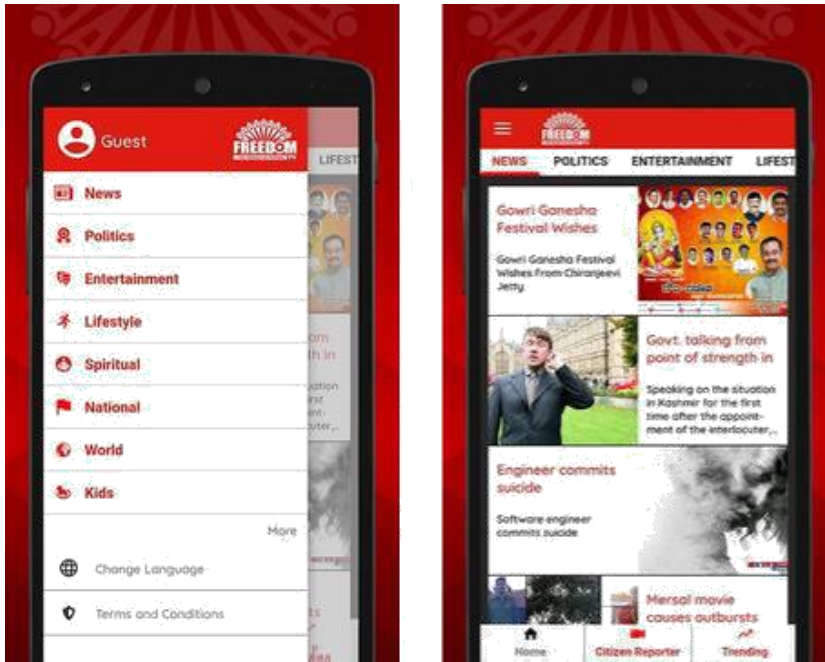 Guest
FREEDOM
TV
LIFEST
News
Politics
Entertainment
Lifestyle
Spiritual
National
World
Kids
More
Change Language
Terms and Conditions
FREEDOM
NEWS POLITICS ENTERTAINMENT LIFEST
Gowri Ganesha
Festival Wishes
Gowri Ganesha Festival
Wishes From Chiranjeevi
Jetty
Govt. talking from
point of strength in
Speaking on the situation
in Kashmir for the first
time after the appoint-
ment of the interlocuter,..
Engineer commits
suicide
Software engineer
commits suicide
Mersal movie
causes outbursts
Home Citizen Reporter Trending